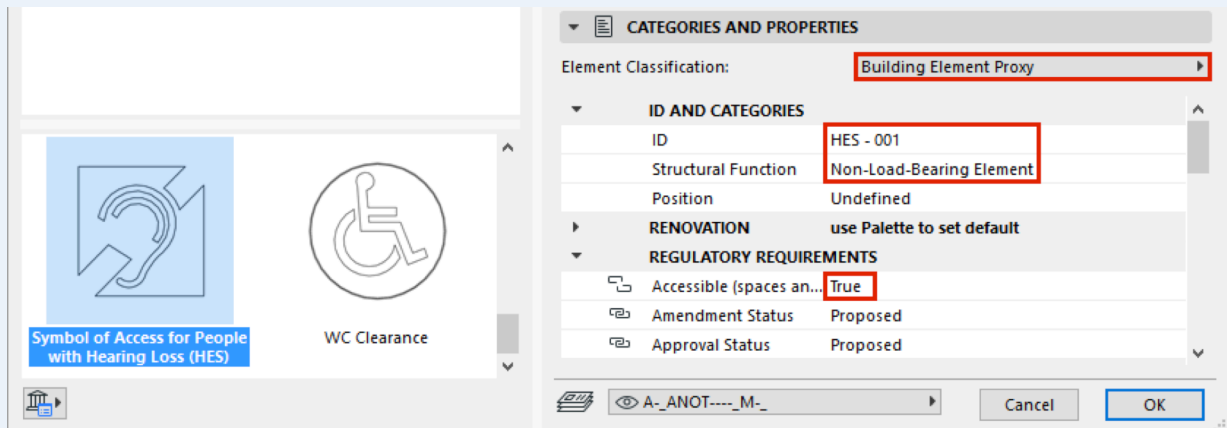 Symbol of Access for People
with Hearing Loss (HES)
WC Clearance
CATEGORIES AND PROPERTIES
Element Classification: Building Element Proxy
ID AND CATEGORIES
ID HES - 001
Structural Function Non-Load-Bearing Element
Position Undefined
RENOVATION use Palette to set default
REGULATORY REQUIREMENTS
Accessible (spaces an... True
Amendment Status Proposed
Approval Status Proposed
A-_ANOT----_M-_
Cancel OK